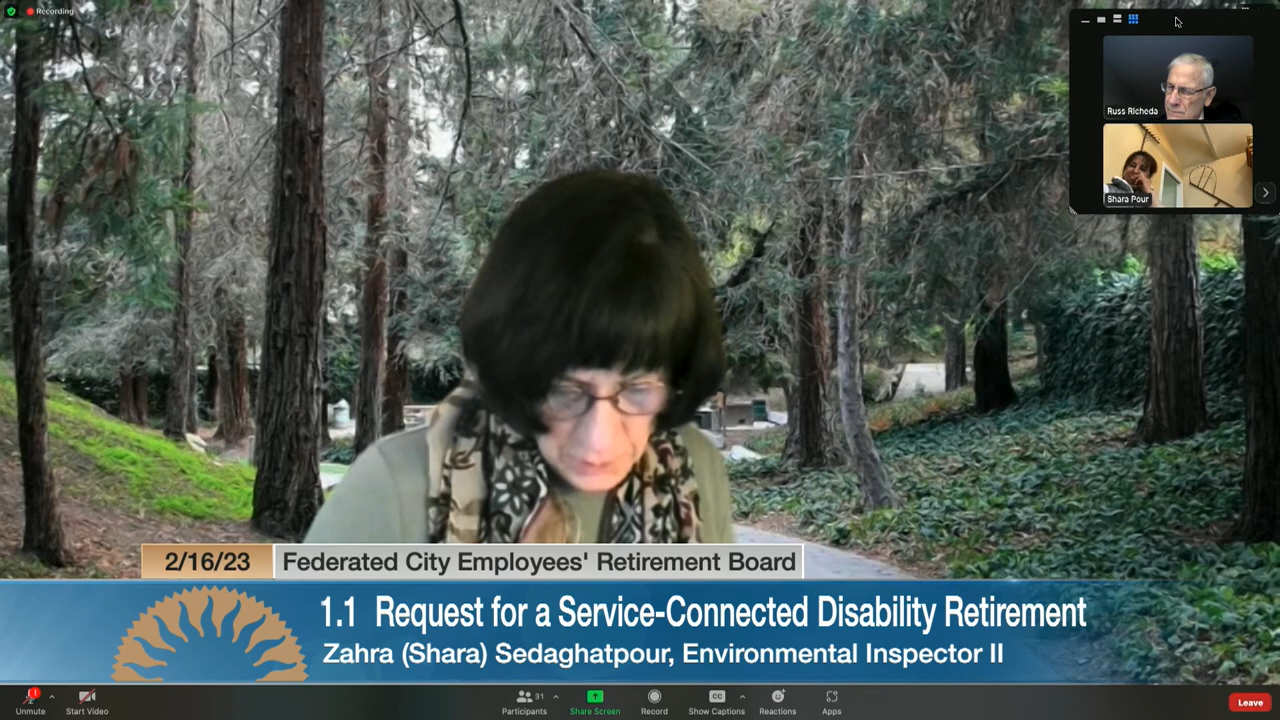 Recording
Russ Richeda
Shara Pour
2/16/23
Federated City Employees' Retirement Board
1.1 Request for a Service-Connected Disability Retirement
Zahra (Shara) Sedaghatpour, Environmental Inspector II
Unmute
Start Video
31
Participants
Share Screen
Record
CC
Show Captions
Reactions
Apps
Leave